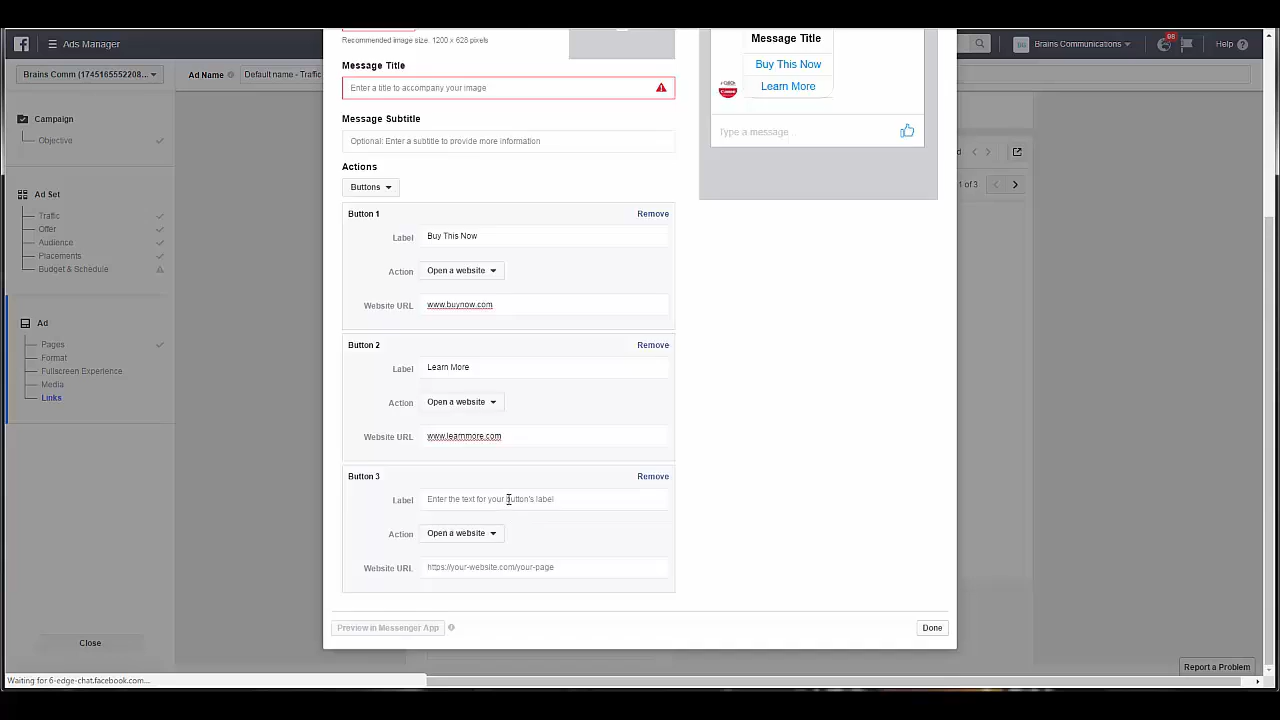 Ads Manager
Brains Communications
98
Help
Brains Comm (1745165552208...
Ad Name
Default name - Traffic
Campaign
Objective
Ad Set
Traffic
Offer
Audience
Placements
Budget & Schedule
Ad
Pages
Format
Fullscreen Experience
Media
Links
Close
Recommended image size: 1200 x 628 pixels
Message Title
Enter a title to accompany your image
Message Subtitle
Optional: Enter a subtitle to provide more information
Actions
Buttons
Button 1
Remove
Label
Buy This Now
Action
Open a website
Website URL
www.buynow.com
Button 2
Remove
Label
Learn More
Action
Open a website
Website URL
www.learnmore.com
Button 3
Remove
Label
Enter the text for your button's label
Action
Open a website
Website URL
https://your-website.com/your-page
Preview in Messenger App
Done
Message Title
Buy This Now
Learn More
Type a message...
1 of 3
Report a Problem
Waiting for 6-edge-chat.facebook.com...